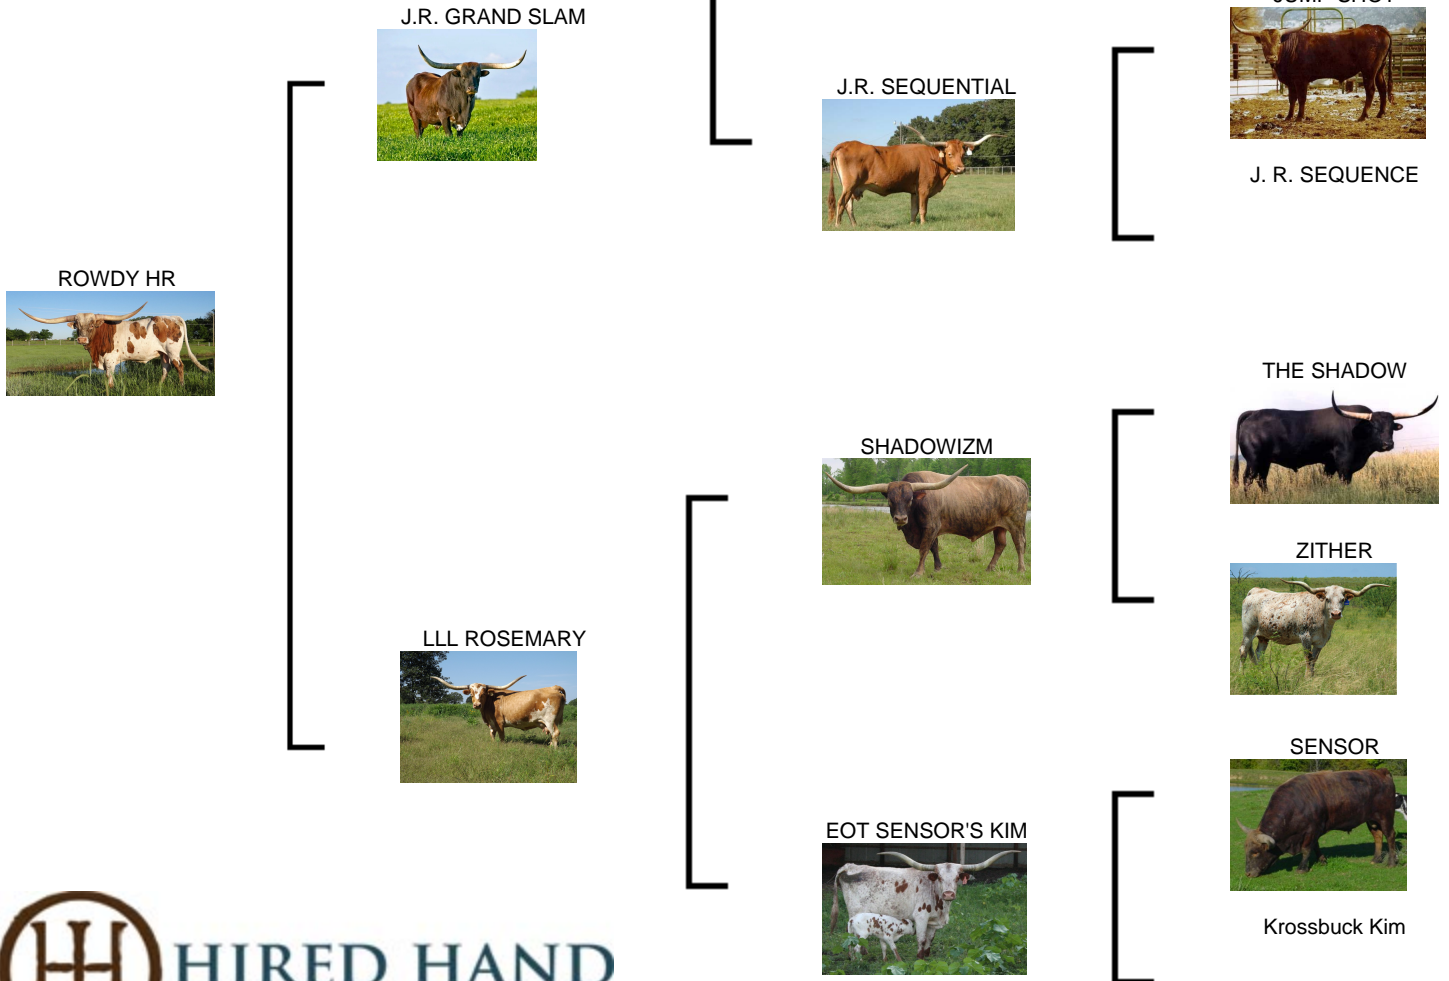 J.R. GRAND SLAM
J.R. SEQUENTIAL
J. R. SEQUENCE
ROWDY HR
THE SHADOW
SHADOWIZM
ZITHER
LLL ROSEMARY
SENSOR
EOT SENSOR'S KIM
Krossbuck Kim
HIRED HAND